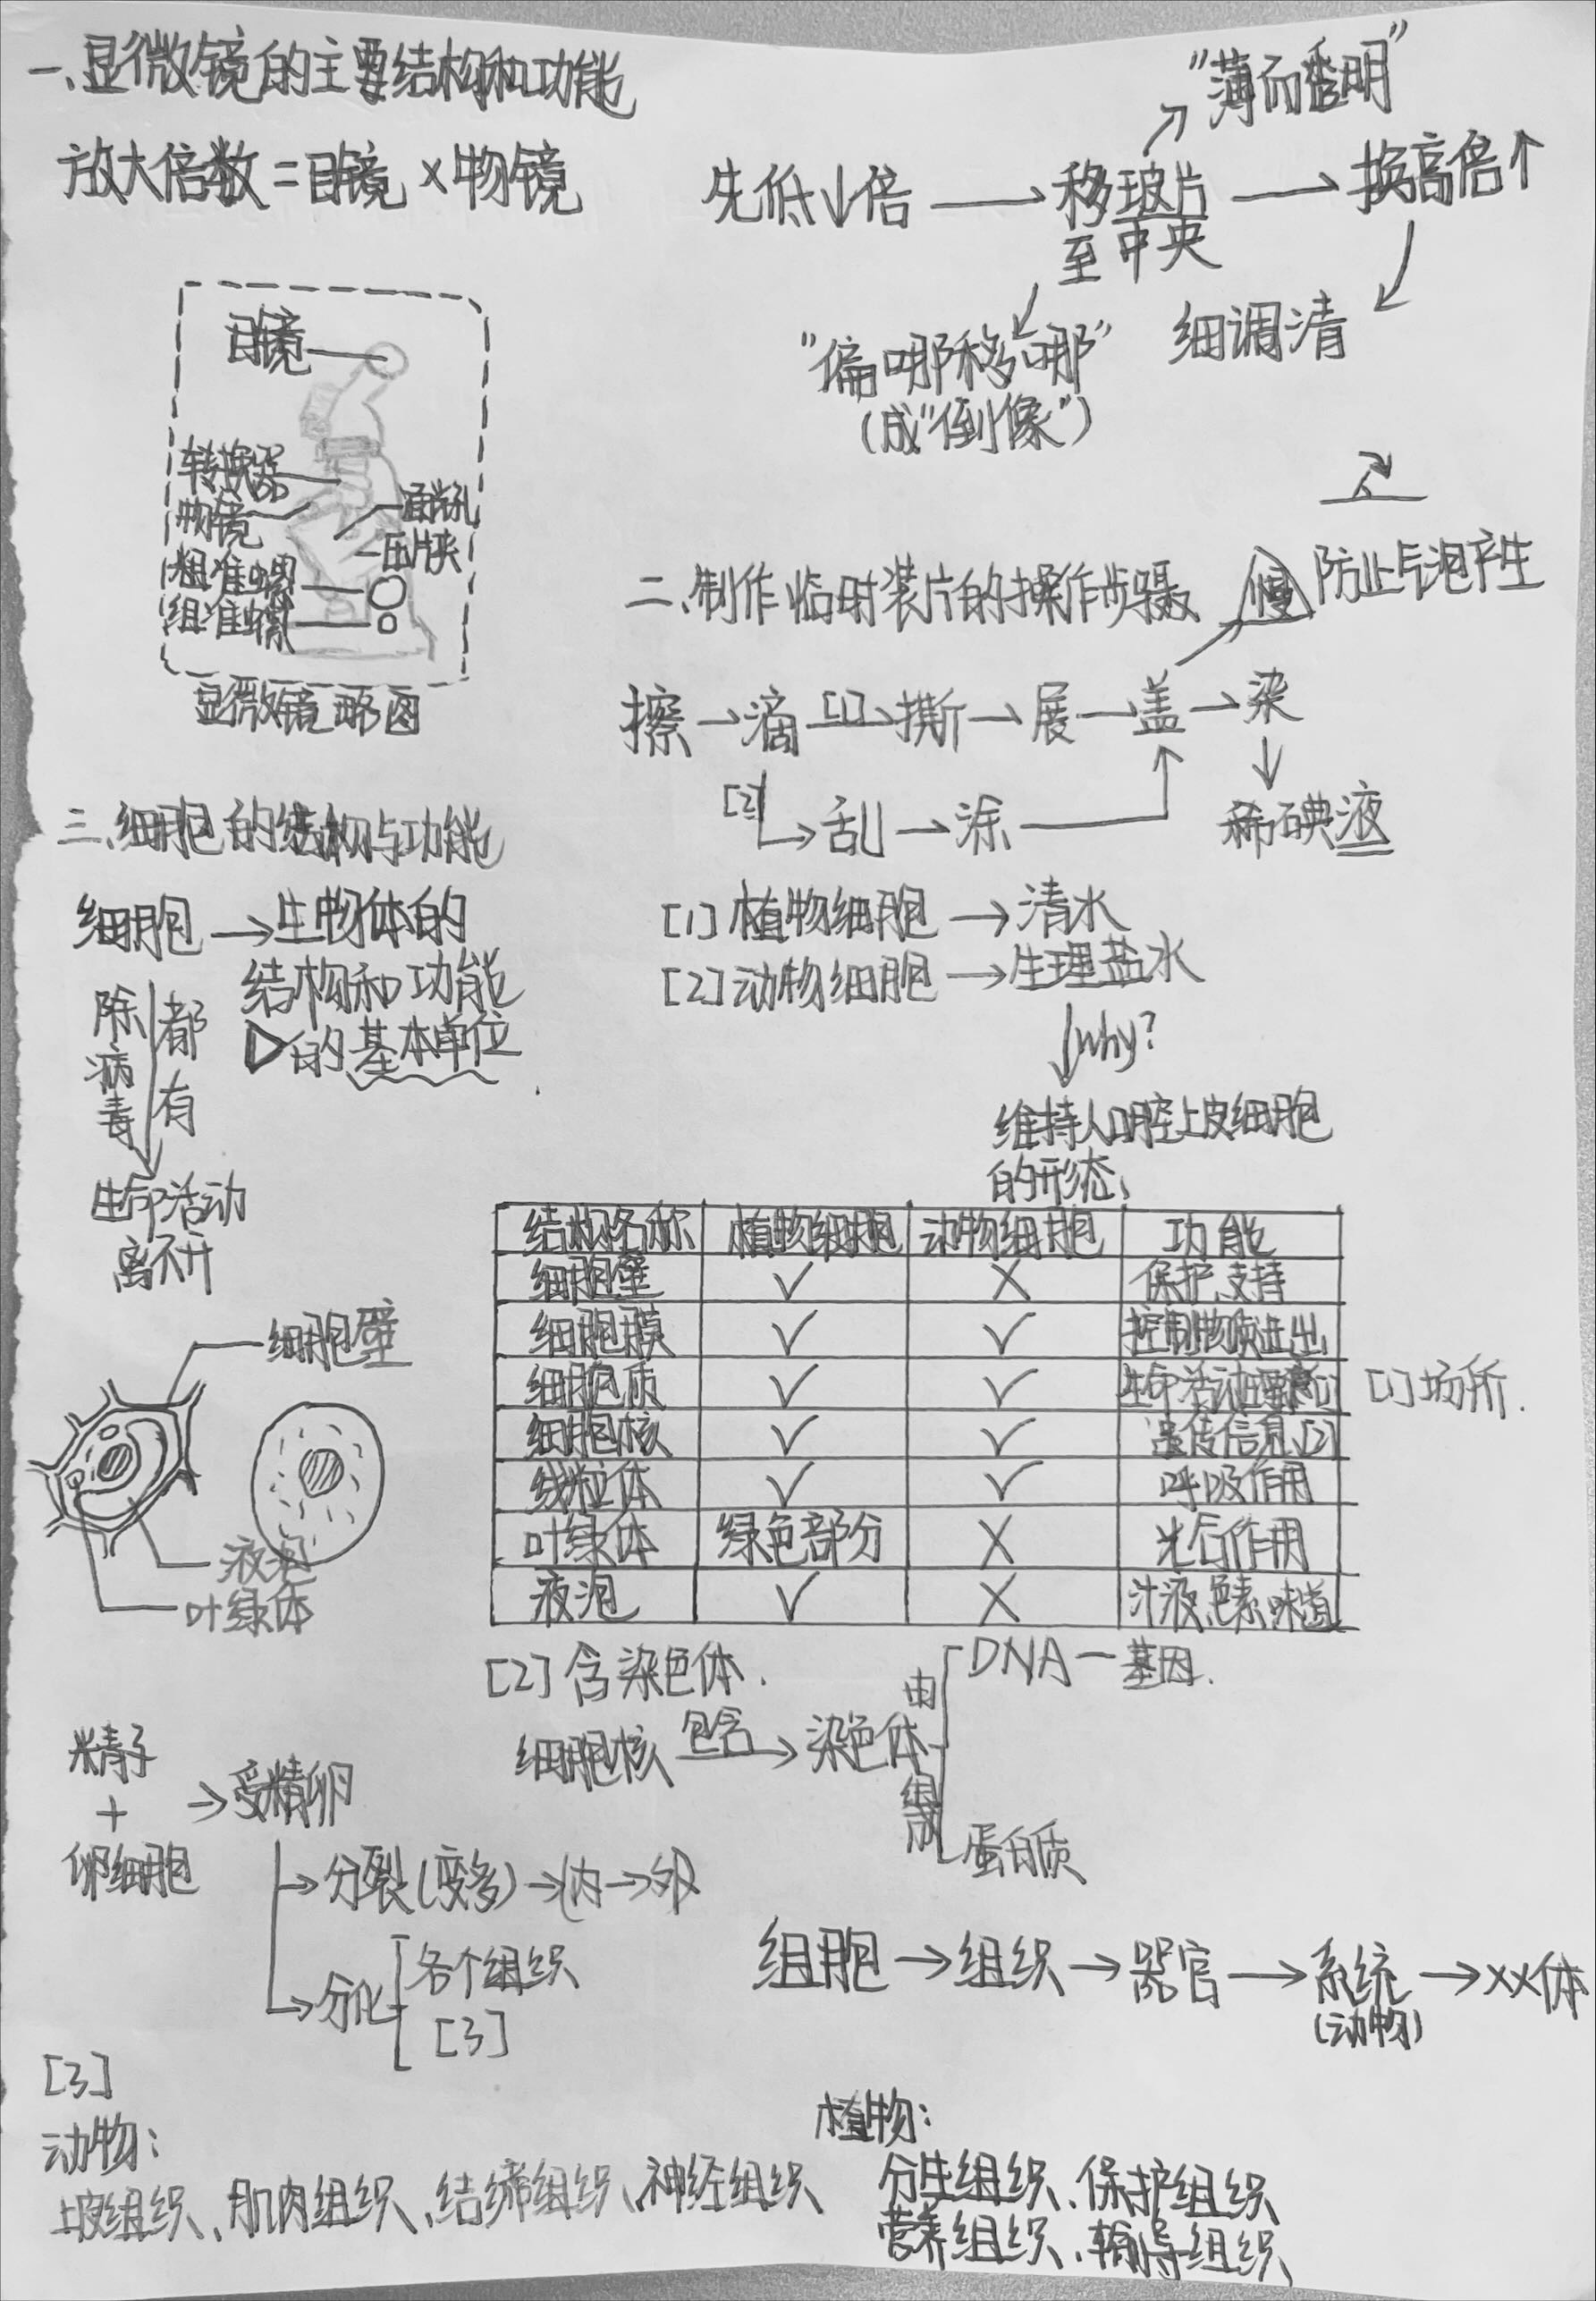 一、显微镜的主要结构和功能
放大倍数=目镜×物镜
"薄而透明"
先低↓倍→移玻片至中央→换高倍↑
"偏哪移哪"
(成"倒像")
细调清
目镜
转换器
物镜
通光孔
压片夹
粗准螺
细准螺
显微镜略图
二、制作临时装片的操作步骤
慢
防止气泡产生
擦→滴[1]→撕→展→盖→染
[2]→刮→涂
稀碘液
[1]植物细胞→清水
[2]动物细胞→生理盐水
why?
维持人口腔上皮细胞
的形态、
三、细胞的结构与功能
细胞→生物体的
结构和功能
的基本单位
除病毒
都有
生命活动
离不开
细胞壁
液泡
叶绿体
结构名称 植物细胞 动物细胞 功能
细胞壁 ✓ × 保护、支持
细胞膜 ✓ ✓ 控制物质进出
细胞质 ✓ ✓ 生命活动重要[1]
[1]场所.
细胞核 ✓ ✓ 遗传信息[2]
线粒体 ✓ ✓ 呼吸作用
叶绿体 绿色部分 × 光合作用
液泡 ✓ × 汁液、色素、味道
[2]含染色体.
细胞核 包含→染色体
由
组成
DNA—基因.
蛋白质
精子
+
卵细胞
→受精卵
→分裂(变多)→(内→外
→分化
各个组织
[3]
组胞→组织→器官→系统→××体
(动物)
[3]
动物:
上皮组织、肌肉组织、结缔组织、神经组织
植物:
分生组织、保护组织
营养组织、输导组织